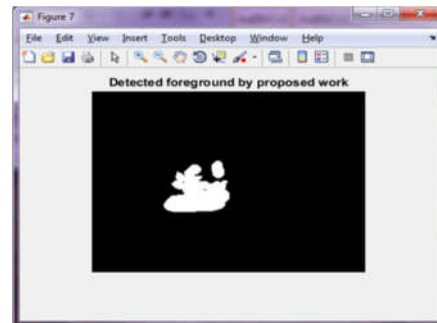 Figure 7
File Edit View Insert Tools Desktop Window Help
Detected foreground by proposed work